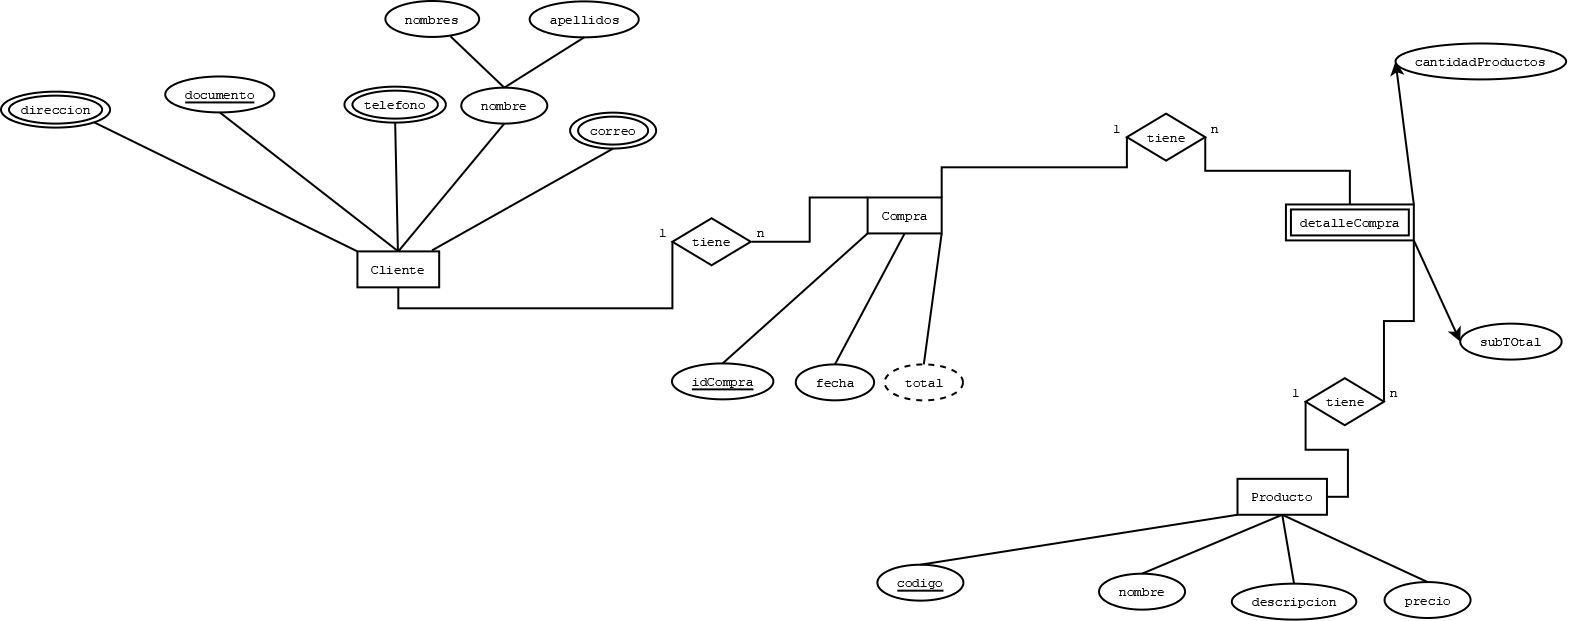 nombres
apellidos
direccion
documento
telefono
nombre
correo
cantidadProductos
1
tiene
n
Compra
detalleCompra
1
tiene
n
Cliente
subTOtal
idCompra
fecha
total
1
tiene
n
Producto
codigo
nombre
descripcion
precio